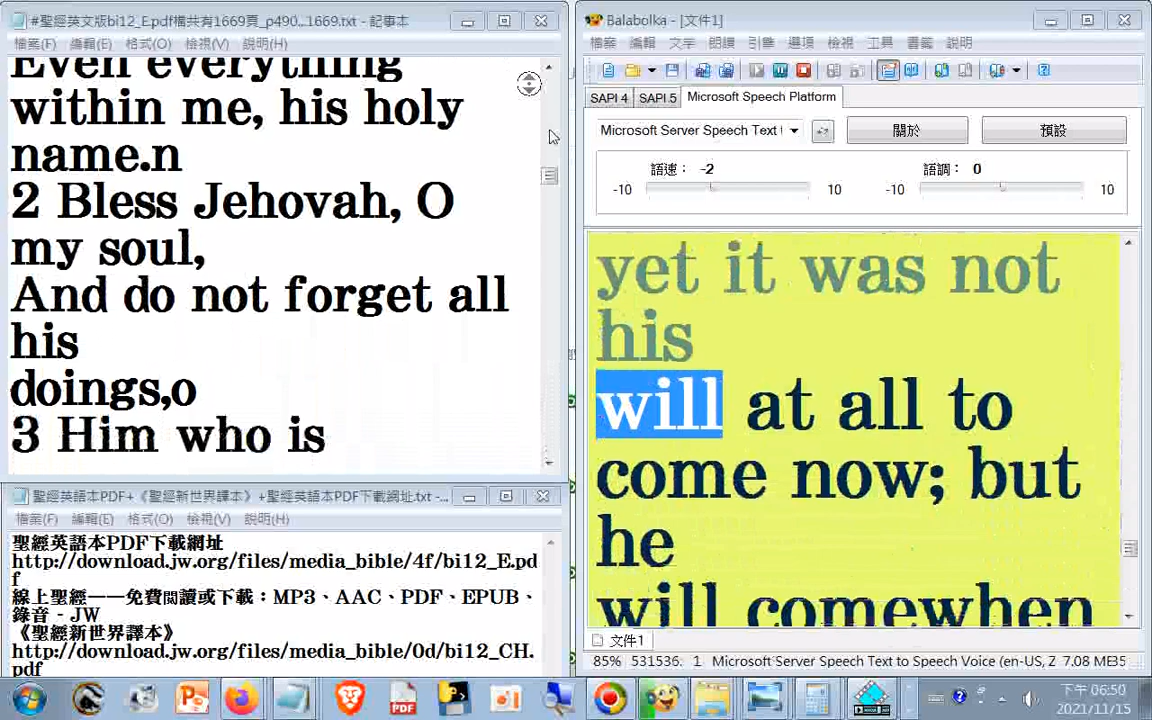 #聖經英文版bi12_E.pdf檔共有1669頁_p490...1669.txt - 記事本
檔案(F) 編輯(E) 格式(O) 檢視(V) 說明(H)
Even everything
within me, his holy
name.n
2 Bless Jehovah, O
my soul,
And do not forget all
his
doings,o
3 Him who is
聖經英語本PDF+《聖經新世界譯本》+聖經英語本PDF下載網址.txt -...
檔案(F) 編輯(E) 格式(O) 檢視(V) 說明(H)
聖經英語本PDF下載網址
http://download.jw.org/files/media_bible/4f/bi12_E.pd
f
線上聖經——免費閱讀或下載：MP3、AAC、PDF、EPUB、
錄音 - JW
《聖經新世界譯本》
http://download.jw.org/files/media_bible/0d/bi12_CH.
pdf
Balabolka - [文件1]
檔案 編輯 文字 朗讀 引擎 選項 檢視 工具 書籤 說明
SAPI 4 SAPI 5 Microsoft Speech Platform
Microsoft Server Speech Text 關於 預設
語速： -2 語調： 0
-10 10 -10 10
yet it was not
his
will at all to
come now; but
he
will comewhen
文件1
85% 531536: 1 Microsoft Server Speech Text to Speech Voice (en-US, Z 7.08 ME
下午 06:50
2021/11/15